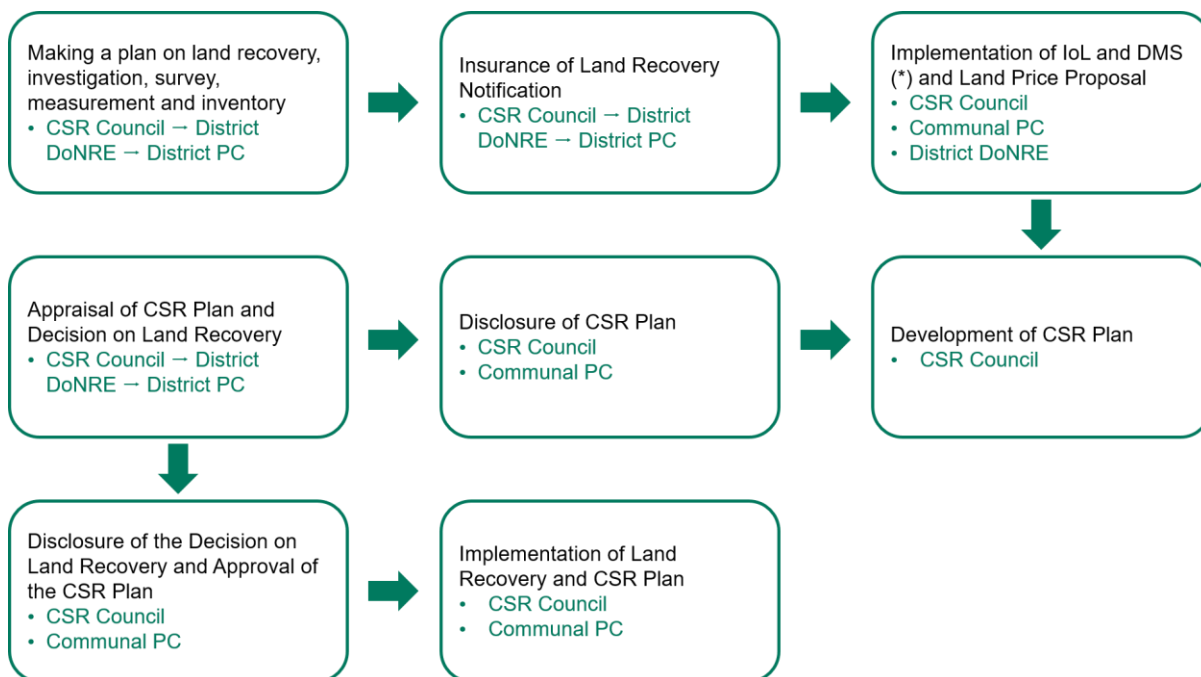 Making a plan on land recovery,
investigation, survey,
measurement and inventory
• CSR Council → District
DoNRE → District PC
Insurance of Land Recovery
Notification
• CSR Council → District
DoNRE → District PC
Implementation of IoL and DMS
(*) and Land Price Proposal
• CSR Council
• Communal PC
• District DoNRE
Appraisal of CSR Plan and
Decision on Land Recovery
• CSR Council → District
DoNRE → District PC
Disclosure of CSR Plan
• CSR Council
• Communal PC
Development of CSR Plan
• CSR Council
Disclosure of the Decision on
Land Recovery and Approval of
the CSR Plan
• CSR Council
• Communal PC
Implementation of Land
Recovery and CSR Plan
• CSR Council
• Communal PC